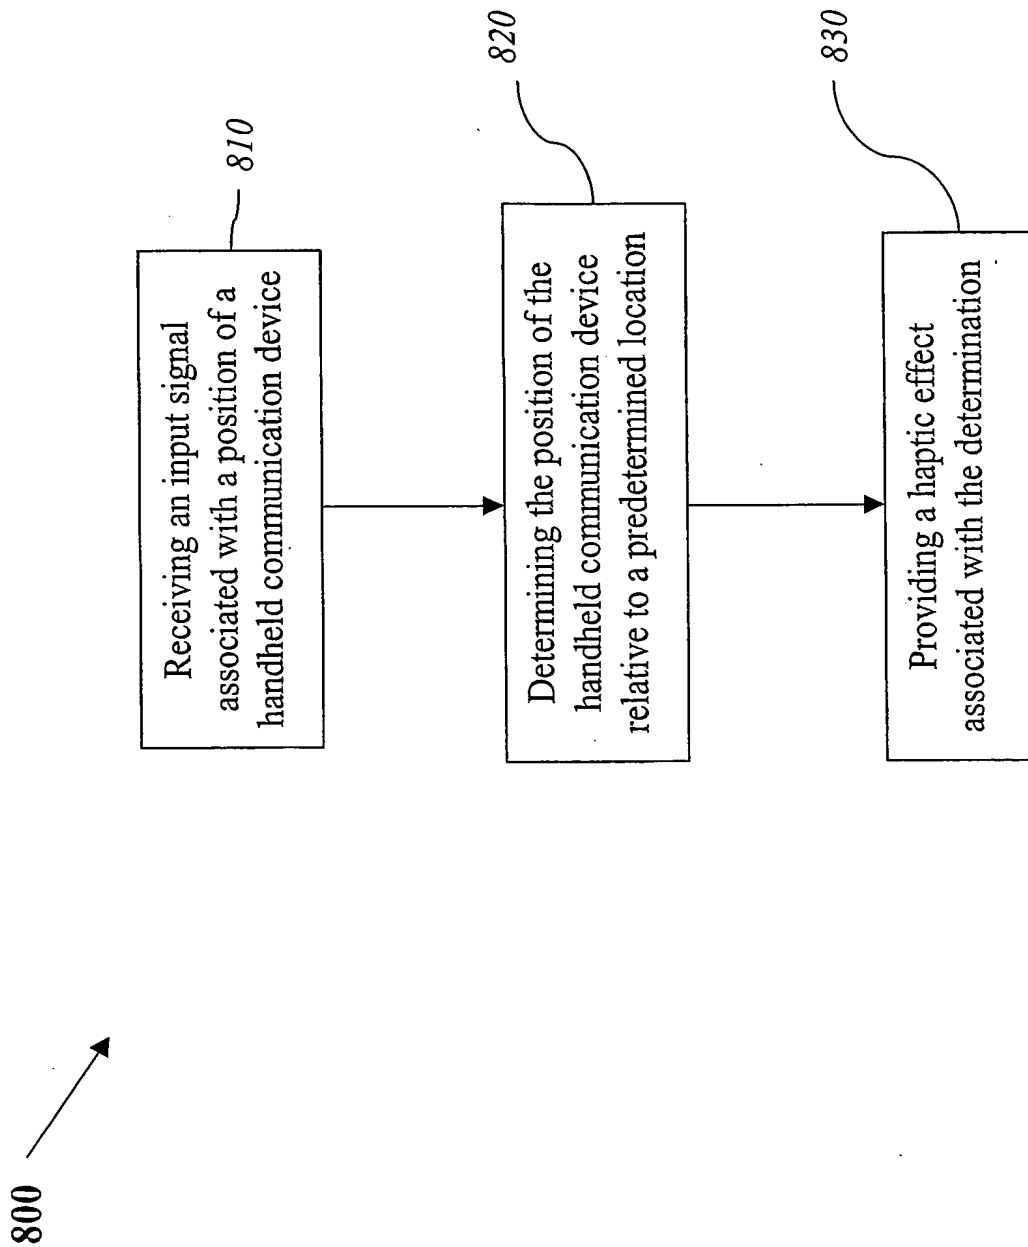 800
Receiving an input signal
associated with a position of a
handheld communication device
810
Determining the position of the
handheld communication device
relative to a predetermined location
820
Providing a haptic effect
associated with the determination
830